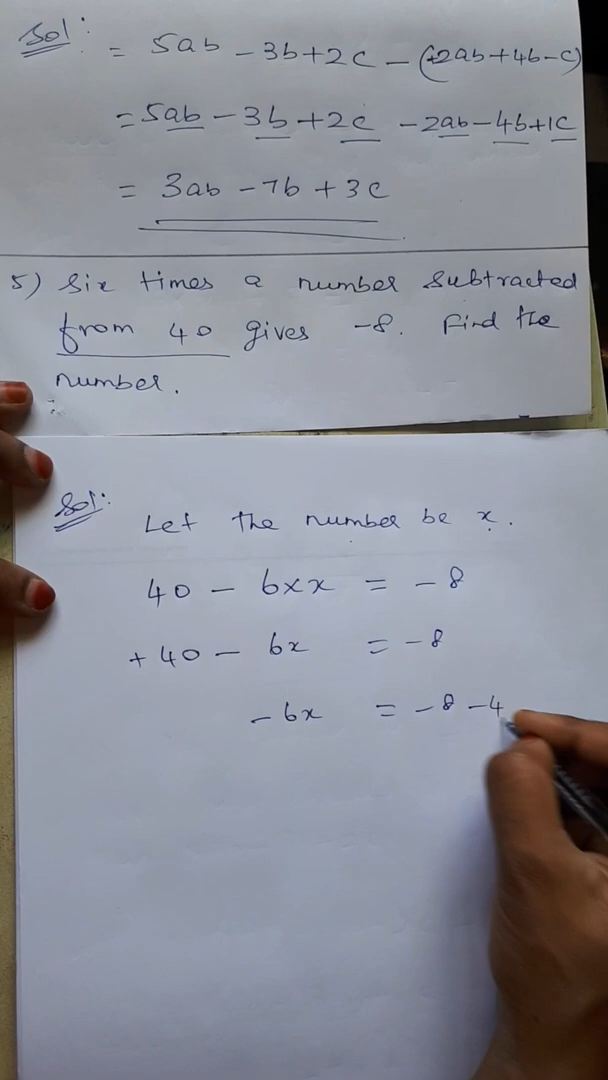 Sol:
= 5ab - 3b + 2c - (+2ab + 4b - c)
= 5ab - 3b + 2c - 2ab - 4b + 1c
= 3ab - 7b + 3c
5) Six times a number subtracted
from 40 gives -8. Find the
number.
Sol:
Let the number be x.
40 - 6 x x = -8
+40 - 6x = -8
-6x = -8 -4